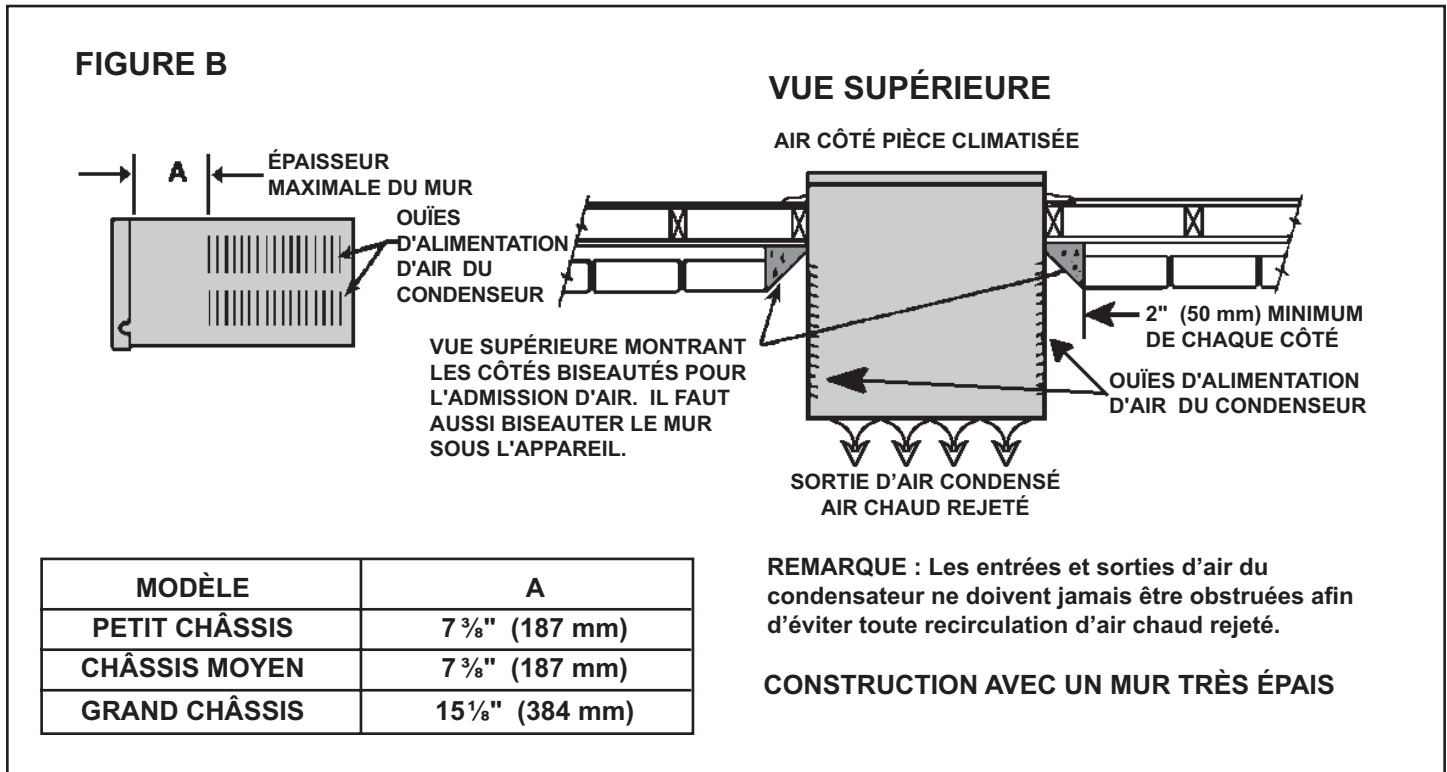 FIGURE B
A
ÉPAISSEUR
MAXIMALE DU MUR
OUÏES
D'ALIMENTATION
D'AIR DU
CONDENSEUR
VUE SUPÉRIEURE
AIR CÔTÉ PIÈCE CLIMATISÉE
VUE SUPÉRIEURE MONTRANT
LES CÔTÉS BISEAUTÉS POUR
L'ADMISSION D'AIR. IL FAUT
AUSSI BISEAUTER LE MUR
SOUS L'APPAREIL.
2" (50 mm) MINIMUM
DE CHAQUE CÔTÉ
OUÏES D'ALIMENTATION
D'AIR DU CONDENSEUR
SORTIE D’AIR CONDENSÉ
AIR CHAUD REJETÉ
MODÈLE A
PETIT CHÂSSIS 7 ⅜" (187 mm)
CHÂSSIS MOYEN 7 ⅜" (187 mm)
GRAND CHÂSSIS 15 ⅛" (384 mm)
REMARQUE : Les entrées et sorties d’air du
condensateur ne doivent jamais être obstruées afin
d’éviter toute recirculation d’air chaud rejeté.
CONSTRUCTION AVEC UN MUR TRÈS ÉPAIS